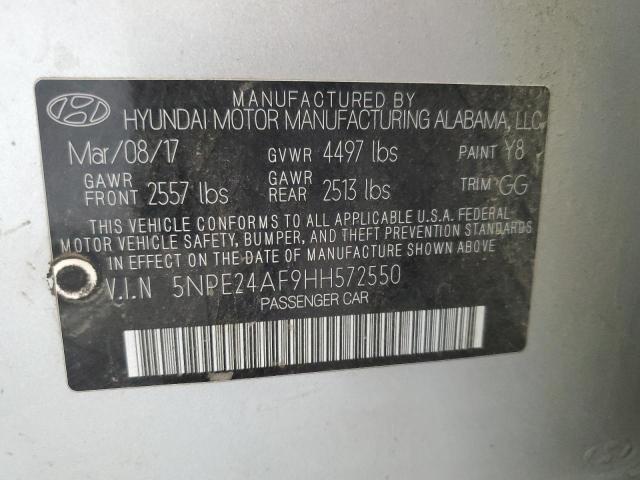 MANUFACTURED BY
HYUNDAI MOTOR MANUFACTURING ALABAMA, LLC
Mar/08/17 GVWR 4497 lbs PAINT Y8
GAWR FRONT 2557 lbs GAWR REAR 2513 lbs TRIM GG
THIS VEHICLE CONFORMS TO ALL APPLICABLE U.S.A. FEDERAL
MOTOR VEHICLE SAFETY, BUMPER, AND THEFT PREVENTION STANDARDS
IN EFFECT ON THE DATE OF MANUFACTURE SHOWN ABOVE.
V.I.N 5NPE24AF9HH572550
PASSENGER CAR